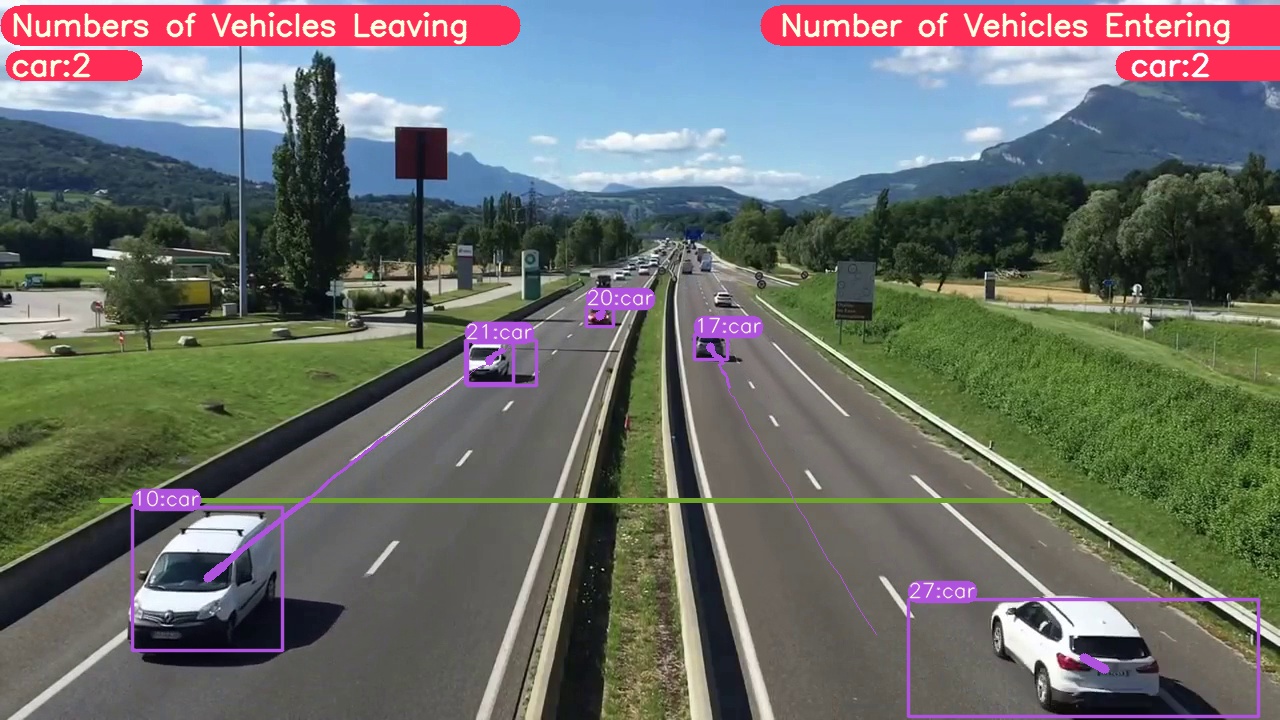 Numbers of Vehicles Leaving
Number of Vehicles Entering
car:2
car:2
20:car
17:car
21:car
10:car
27:car